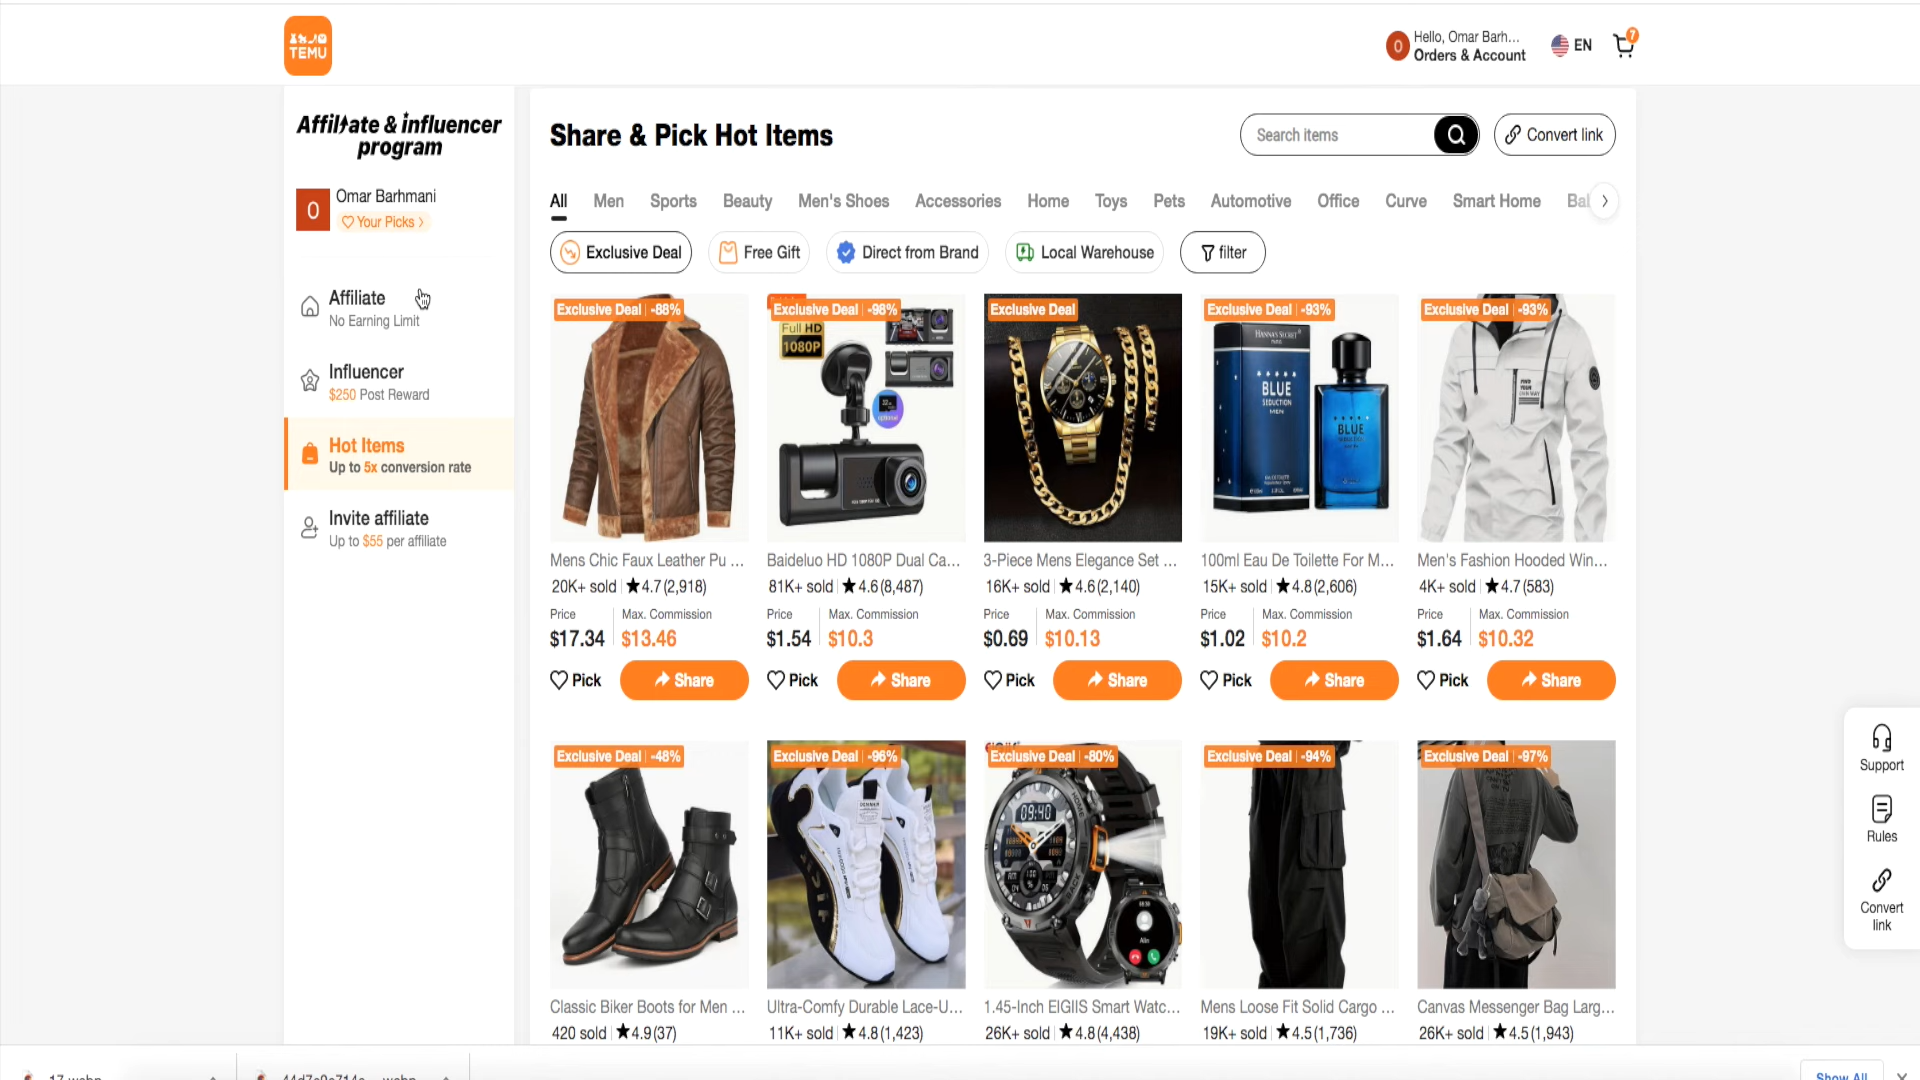 TEMU
Hello, Omar Barh...
Orders & Account
EN
7
Affiliate & influencer
program
O
Omar Barhmani
Your Picks >
Affiliate
No Earning Limit
Influencer
$250 Post Reward
Hot Items
Up to 5x conversion rate
Invite affiliate
Up to $55 per affiliate
Share & Pick Hot Items
Search items
Convert link
All Men Sports Beauty Men's Shoes Accessories Home Toys Pets Automotive Office Curve Smart Home
Exclusive Deal Free Gift Direct from Brand Local Warehouse filter
Exclusive Deal | -88%
Exclusive Deal | -98%
Full HD
1080P
Exclusive Deal
Exclusive Deal | -93%
BLUE
SEDUCTION
MEN
BLUE
Exclusive Deal | -93%
Mens Chic Faux Leather Pu ...
Baideluo HD 1080P Dual Ca...
3-Piece Mens Elegance Set ...
100ml Eau De Toilette For M...
Men's Fashion Hooded Win...
20K+ sold | ★4.7(2,918)
81K+ sold | ★4.6(8,487)
16K+ sold | ★4.6(2,140)
15K+ sold | ★4.8(2,606)
4K+ sold | ★4.7(583)
Price Max. Commission
$17.34 $13.46
Price Max. Commission
$1.54 $10.3
Price Max. Commission
$0.69 $10.13
Price Max. Commission
$1.02 $10.2
Price Max. Commission
$1.64 $10.32
Pick Share
Pick Share
Pick Share
Pick Share
Pick Share
Exclusive Deal | -48%
Exclusive Deal | -96%
Exclusive Deal | -80%
09:40
Exclusive Deal | -94%
Exclusive Deal | -97%
Classic Biker Boots for Men ...
Ultra-Comfy Durable Lace-U...
1.45-Inch EIGIIS Smart Watc...
Mens Loose Fit Solid Cargo ...
Canvas Messenger Bag Larg...
420 sold | ★4.9(37)
11K+ sold | ★4.8(1,423)
26K+ sold | ★4.8(4,438)
19K+ sold | ★4.5(1,736)
26K+ sold | ★4.5(1,943)
Support
Rules
Convert
link
Show All